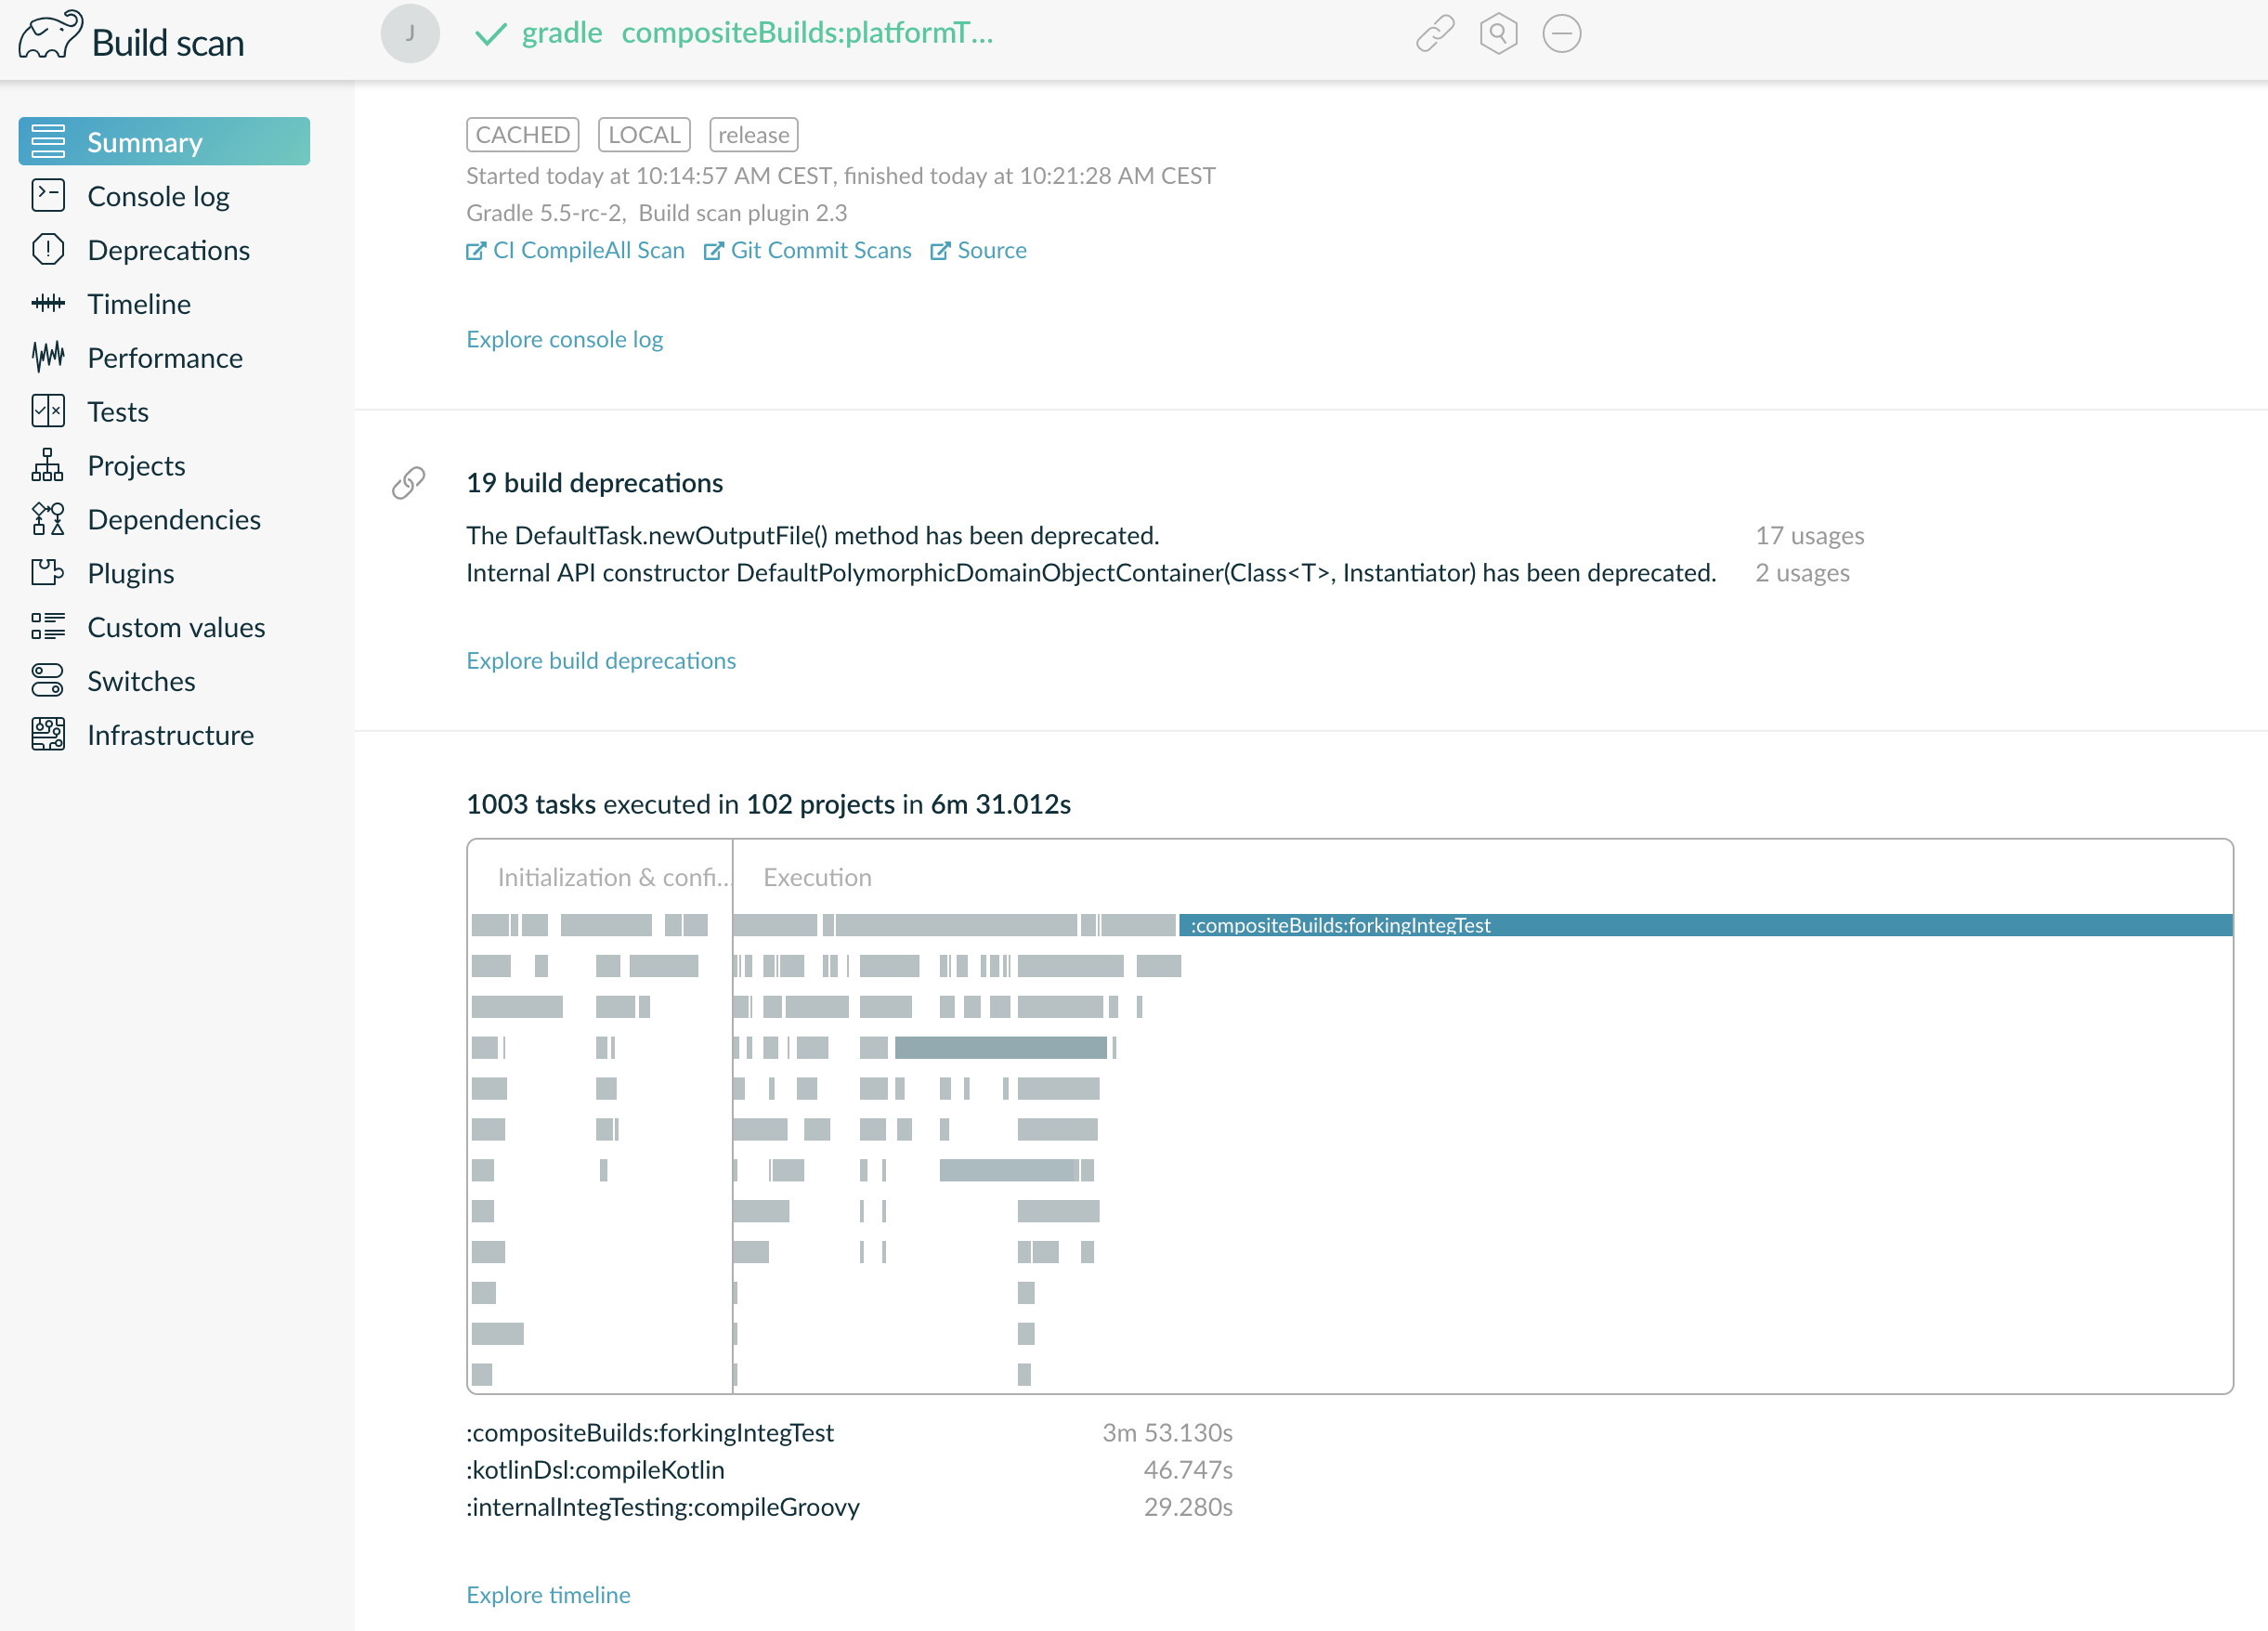 Build scan
J
gradle compositeBuilds:platformT...
Summary
Console log
Deprecations
Timeline
Performance
Tests
Projects
Dependencies
Plugins
Custom values
Switches
Infrastructure
CACHED LOCAL release
Started today at 10:14:57 AM CEST, finished today at 10:21:28 AM CEST
Gradle 5.5-rc-2, Build scan plugin 2.3
CI CompileAll Scan Git Commit Scans Source
Explore console log
19 build deprecations
The DefaultTask.newOutputFile() method has been deprecated. 17 usages
Internal API constructor DefaultPolymorphicDomainObjectContainer(Class<T>, Instantiator) has been deprecated. 2 usages
Explore build deprecations
1003 tasks executed in 102 projects in 6m 31.012s
Initialization & confi... Execution
:compositeBuilds:forkingIntegTest
:compositeBuilds:forkingIntegTest 3m 53.130s
:kotlinDsl:compileKotlin 46.747s
:internalIntegTesting:compileGroovy 29.280s
Explore timeline